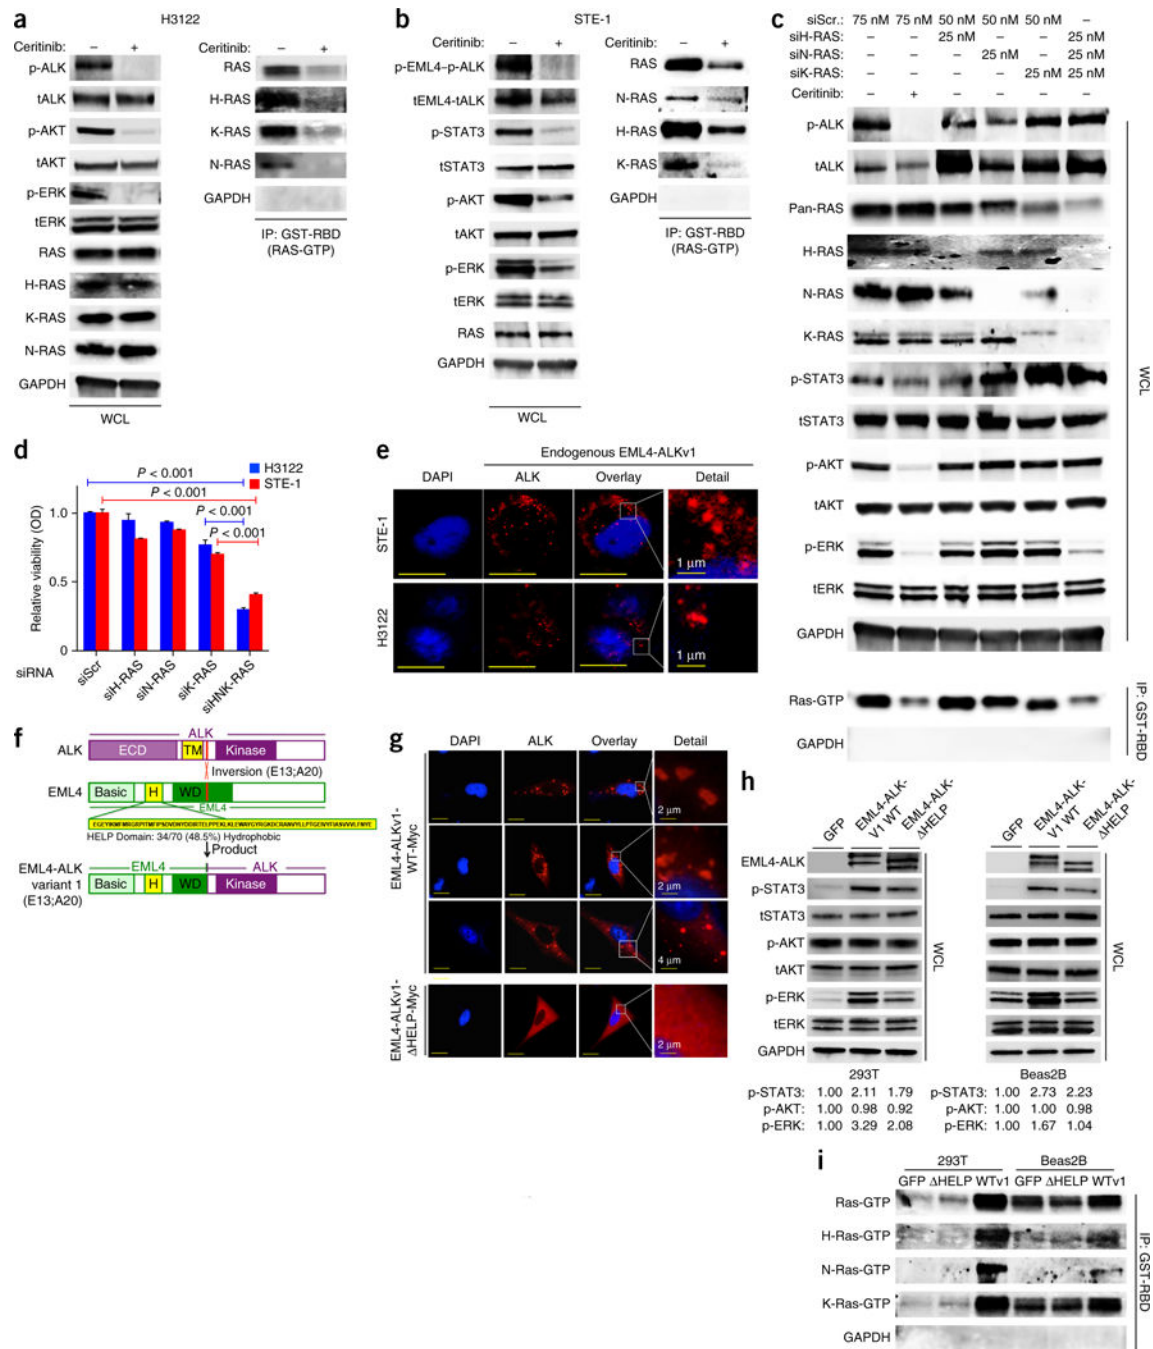 a
H3122
Ceritinib: – + Ceritinib: – +
p-ALK
tALK
p-AKT
tAKT
p-ERK
tERK
RAS
H-RAS
K-RAS
N-RAS
GAPDH
WCL
RAS
H-RAS
K-RAS
N-RAS
GAPDH
IP: GST-RBD
(RAS-GTP)
b
STE-1
Ceritinib: – + Ceritinib: – +
p-EML4–p-ALK
tEML4-tALK
p-STAT3
tSTAT3
p-AKT
tAKT
p-ERK
tERK
RAS
GAPDH
WCL
RAS
N-RAS
H-RAS
K-RAS
GAPDH
IP: GST-RBD
(RAS-GTP)
c
siScr.: 75 nM 75 nM 50 nM 50 nM 50 nM –
siH-RAS: – – 25 nM – – 25 nM
siN-RAS: – – – 25 nM – 25 nM
siK-RAS: – – – – 25 nM 25 nM
Ceritinib: – + – – – –
p-ALK
tALK
Pan-RAS
H-RAS
N-RAS
K-RAS
p-STAT3
tSTAT3
p-AKT
tAKT
p-ERK
tERK
GAPDH
WCL
Ras-GTP
GAPDH
IP: GST-RBD
d
H3122
STE-1
P < 0.001
P < 0.001
P < 0.001
P < 0.001
Relative viability (OD)
1.0
0.5
0
siRNA
siScr
siH-RAS
siN-RAS
siK-RAS
siHNK-RAS
e
Endogenous EML4-ALKv1
DAPI ALK Overlay Detail
STE-1
1 μm
H3122
1 μm
f
ALK
ALK ECD TM Kinase
Inversion (E13;A20)
EML4 Basic H WD
EML4
HELP Domain: 34/70 (48.5%) Hydrophobic
Product
EML4 ALK
EML4-ALK
variant 1
(E13;A20)
Basic H WD Kinase
g
DAPI ALK Overlay Detail
EML4-ALKv1-
WT-Myc
2 μm
2 μm
4 μm
EML4-ALKv1-
ΔHELP-Myc
2 μm
h
GFP
EML4-ALK-
V1 WT
EML4-ALK-
ΔHELP
GFP
EML4-ALK-
V1 WT
EML4-ALK-
ΔHELP
EML4-ALK
p-STAT3
tSTAT3
p-AKT
tAKT
p-ERK
tERK
GAPDH
WCL
WCL
293T Beas2B
p-STAT3: 1.00 2.11 1.79 p-STAT3: 1.00 2.73 2.23
p-AKT: 1.00 0.98 0.92 p-AKT: 1.00 1.00 0.98
p-ERK: 1.00 3.29 2.08 p-ERK: 1.00 1.67 1.04
i
293T Beas2B
GFP ΔHELP WTv1 GFP ΔHELP WTv1
Ras-GTP
H-Ras-GTP
N-Ras-GTP
K-Ras-GTP
GAPDH
IP: GST-RBD